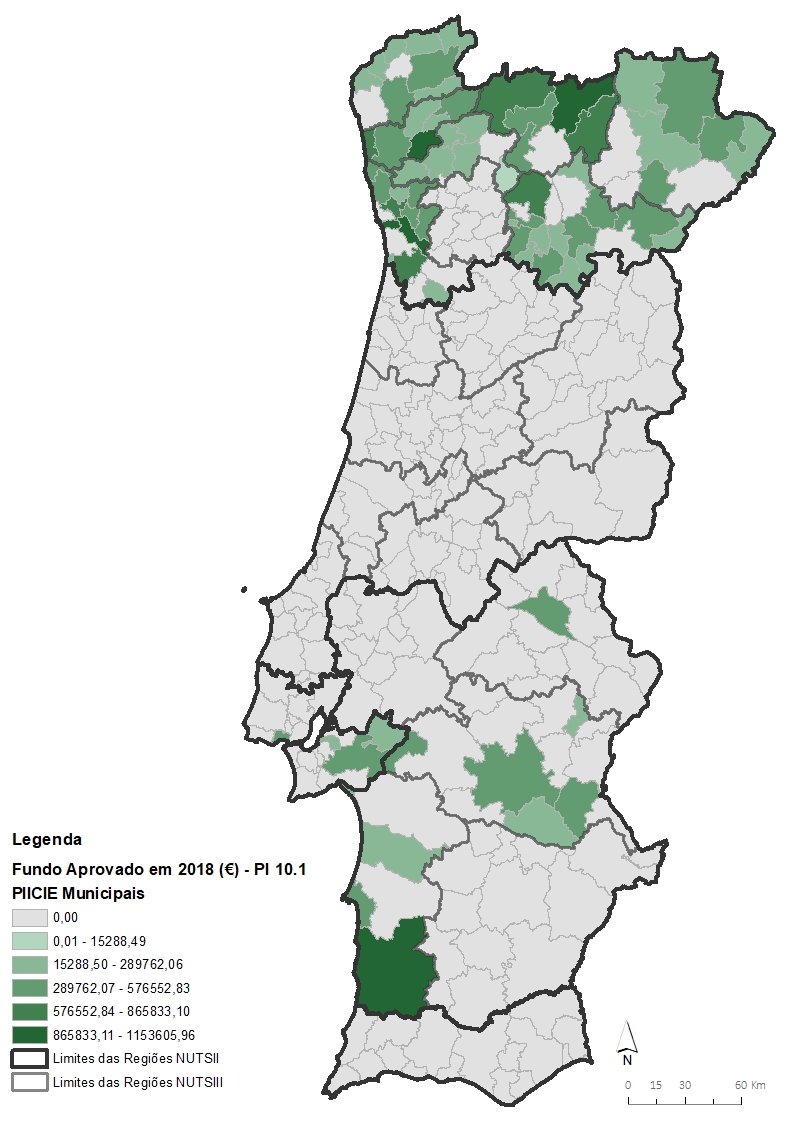 Legenda
Fundo Aprovado em 2018 (€) - PI 10.1
PIICIE Municipais
0,00
0,01 - 15288,49
15288,50 - 289762,06
289762,07 - 576552,83
576552,84 - 865833,10
865833,11 - 1153605,96
Limites das Regiões NUTSII
Limites das Regiões NUTSIII
N
0 15 30 60 Km